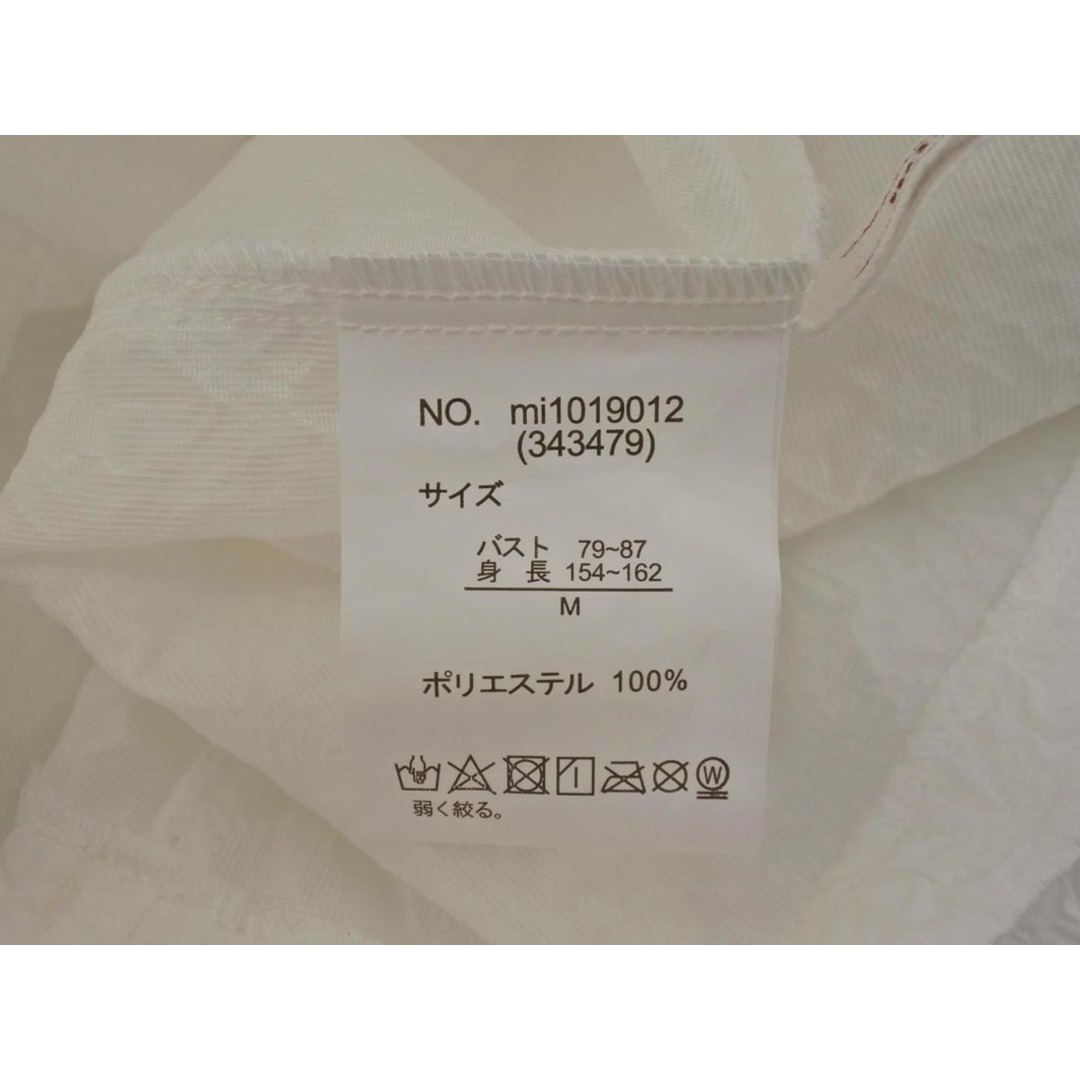 NO. mi1019012
(343479)
サイズ
バスト 79~87
身 長 154~162
M
ポリエステル 100%
W
弱く絞る。